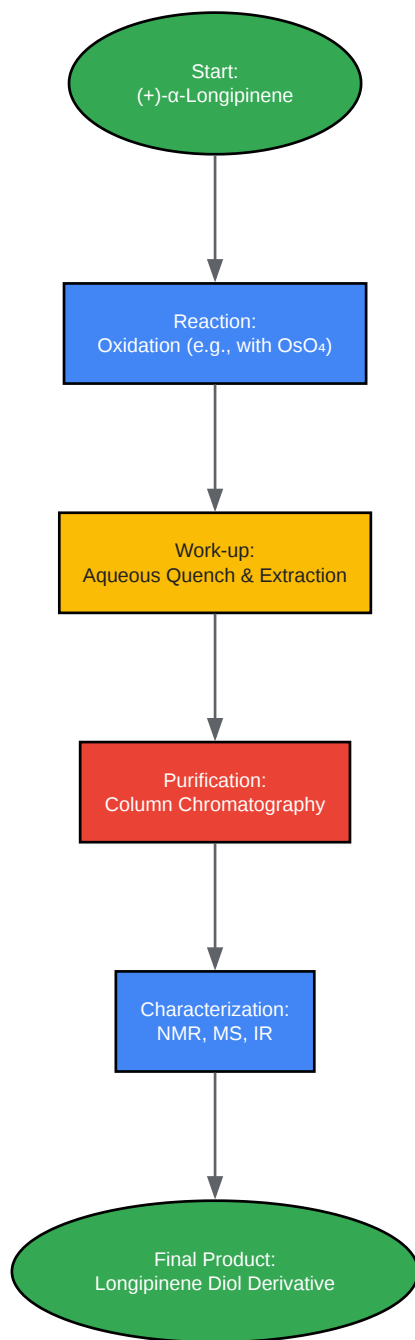 Start:
(+)-α-Longipinene
Reaction:
Oxidation (e.g., with OsO₄)
Work-up:
Aqueous Quench & Extraction
Purification:
Column Chromatography
Characterization:
NMR, MS, IR
Final Product:
Longipinene Diol Derivative